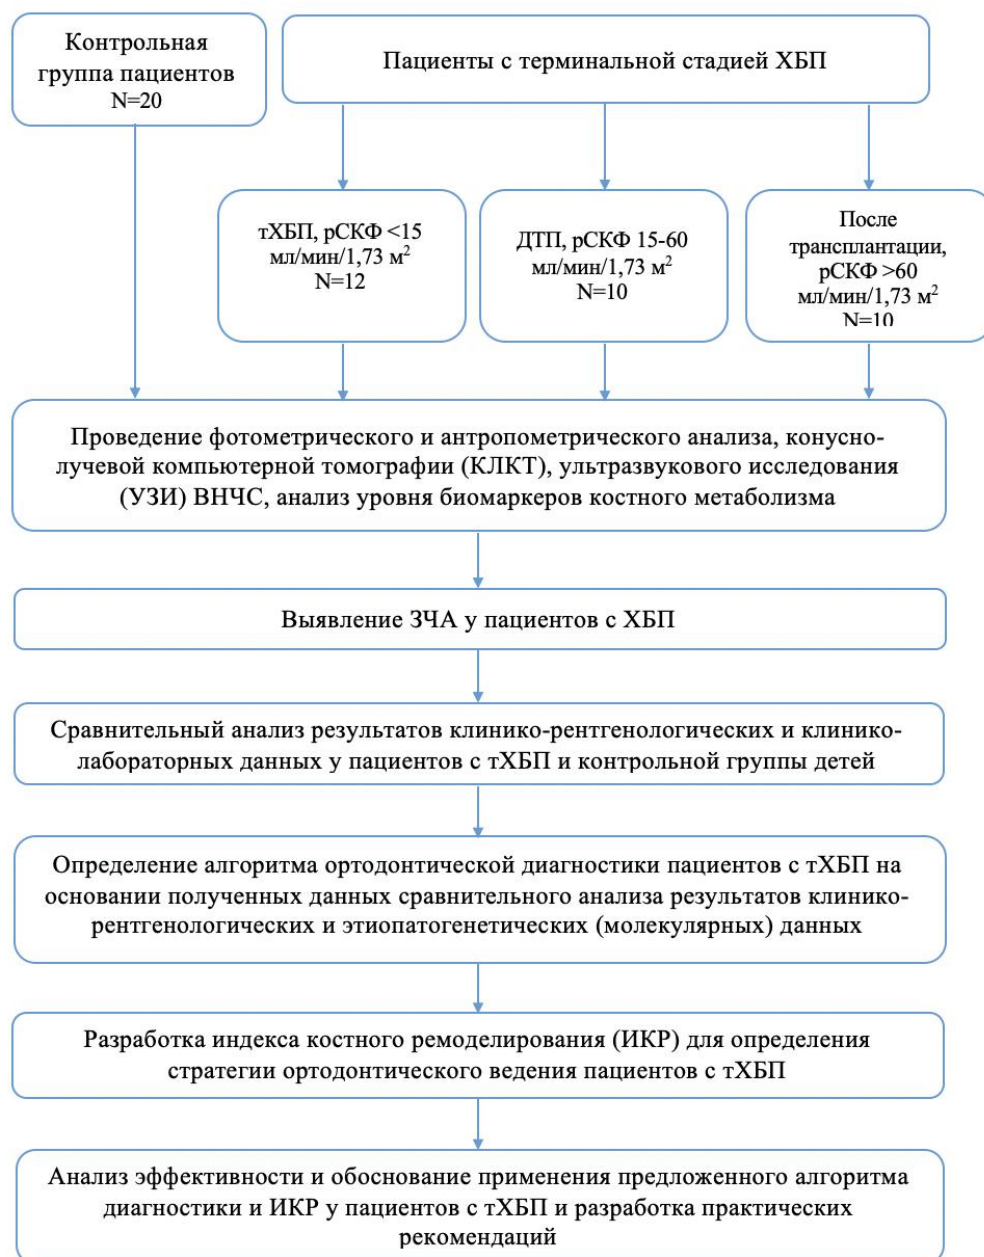 Контрольная
группа пациентов
N=20
Пациенты с терминальной стадией ХБП
тХБП, рСКФ <15
мл/мин/1,73 м²
N=12
ДТП, рСКФ 15-60
мл/мин/1,73 м²
N=10
После
трансплантации,
рСКФ >60
мл/мин/1,73 м²
N=10
Проведение фотометрического и антропометрического анализа, конусно-
лучевой компьютерной томографии (КЛКТ), ультразвукового исследования
(УЗИ) ВНЧС, анализ уровня биомаркеров костного метаболизма
Выявление ЗЧА у пациентов с ХБП
Сравнительный анализ результатов клинико-рентгенологических и клинико-
лабораторных данных у пациентов с тХБП и контрольной группы детей
Определение алгоритма ортодонтической диагностики пациентов с тХБП на
основании полученных данных сравнительного анализа результатов клинико-
рентгенологических и этиопатогенетических (молекулярных) данных
Разработка индекса костного ремоделирования (ИКР) для определения
стратегии ортодонтического ведения пациентов с тХБП
Анализ эффективности и обоснование применения предложенного алгоритма
диагностики и ИКР у пациентов с тХБП и разработка практических
рекомендаций